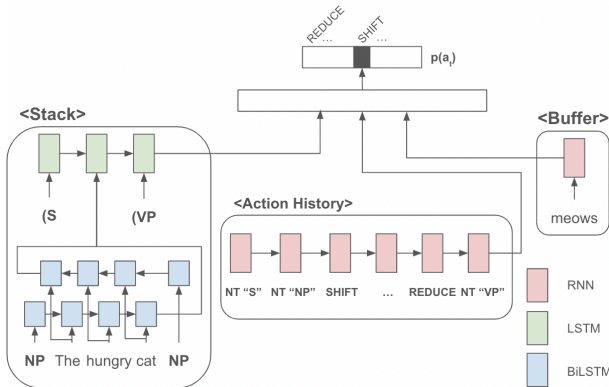 REDUCE
...
SHIFT
...
p(a_t)
<Stack>
<Buffer>
(S
(VP
<Action History>
meows
NT “S”
NT “NP”
SHIFT
...
REDUCE
NT “VP”
RNN
LSTM
NP
The hungry cat
NP
BiLSTM